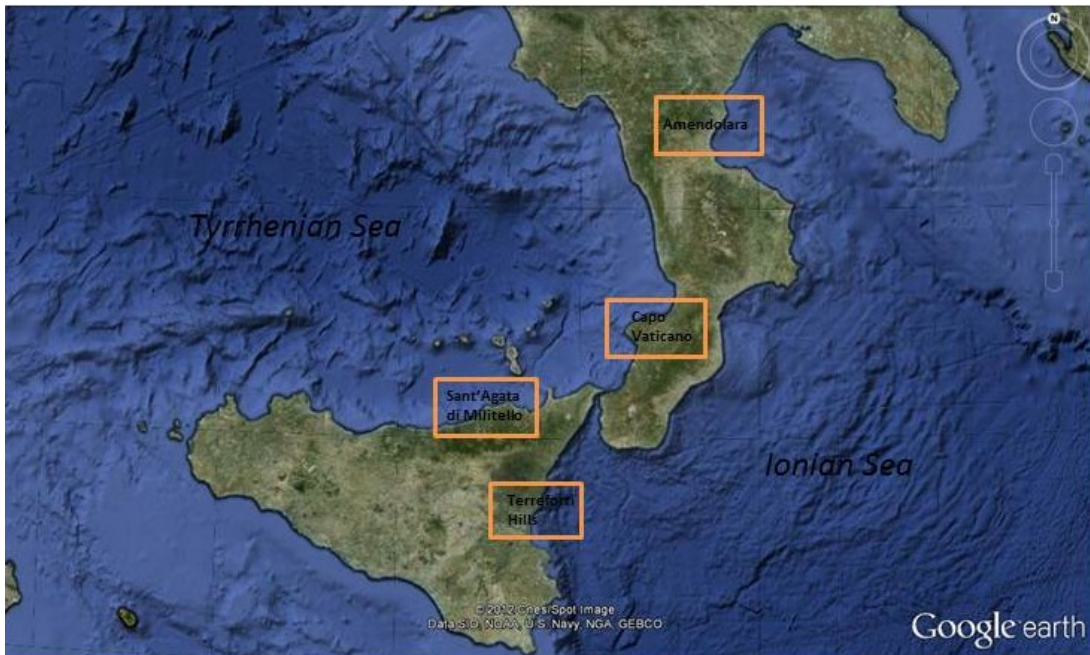 N
Amendolara
Tyrrhenian Sea
Capo
Vaticano
Sant'Agata
di Militello
Ionian Sea
Terreforti
Hills
© 2012 Cnes/Spot Image
Data SIO, NOAA, U.S. Navy, NGA, GEBCO
Google earth